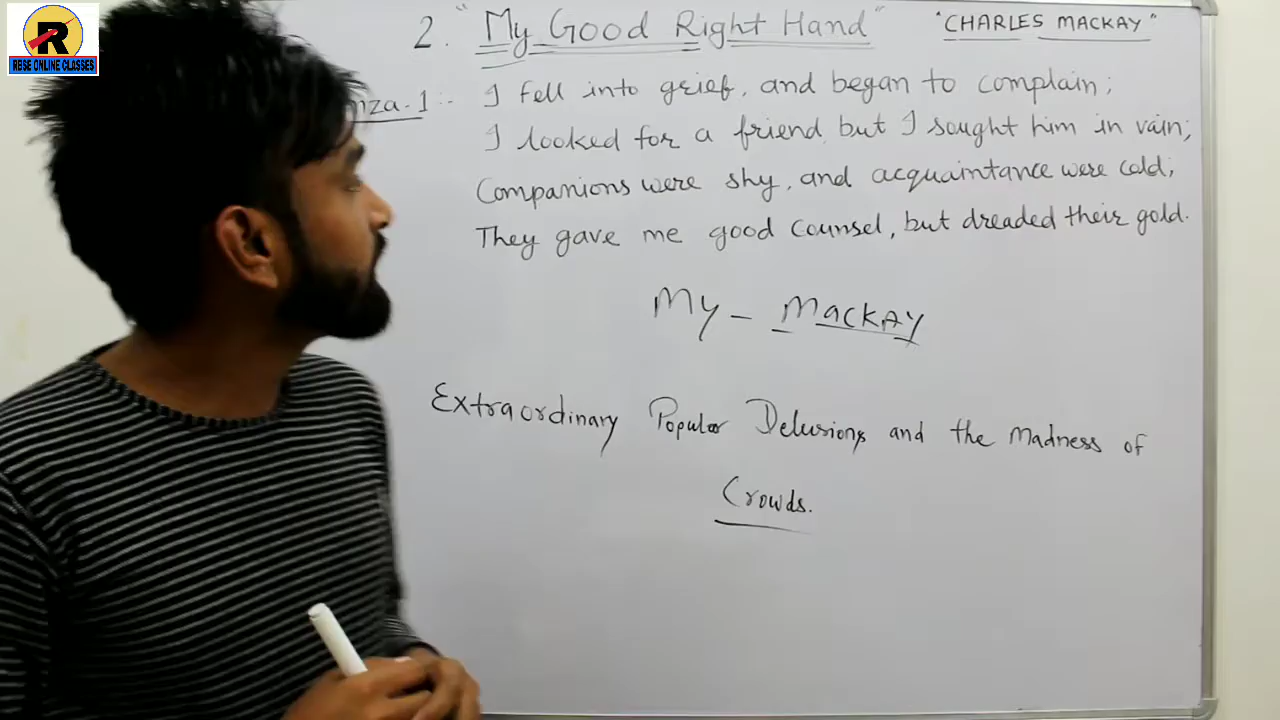 R
RBSE ONLINE CLASSES
2. "My Good Right Hand" "CHARLES MACKAY"
nza-1:- I fell into grief, and began to complain;
I looked for a friend but I sought him in vain;
Companions were shy, and acquaintance were cold;
They gave me good counsel, but dreaded their gold.
My - Mackay
Extraordinary Popular Delusions and the Madness of
Crowds.